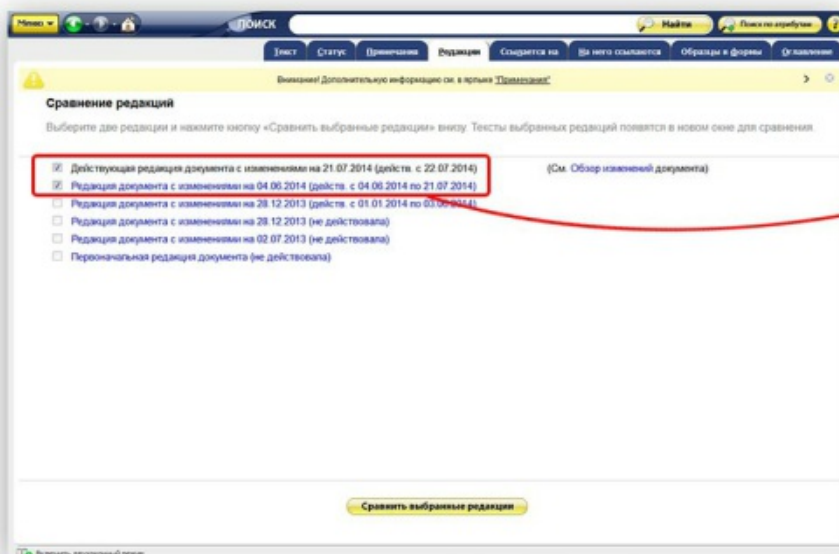 Меню
ПОИСК
Найти
Поиск по атрибутам
Текст Статус Примечания Редакции Ссылается на На него ссылаются Образцы и формы Оглавление
Внимание! Дополнительную информацию см. в ярлыке "Примечания"
Сравнение редакций
Выберите две редакции и нажмите кнопку «Сравнить выбранные редакции» внизу. Тексты выбранных редакций появятся в новом окне для сравнения.
Действующая редакция документа с изменениями на 21.07.2014 (действ. с 22.07.2014) (См. Обзор изменений документа)
Редакция документа с изменениями на 04.06.2014 (действ. с 04.06.2014 по 21.07.2014)
Редакция документа с изменениями на 28.12.2013 (действ. с 01.01.2014 по 03.06.2014)
Редакция документа с изменениями на 28.12.2013 (не действовала)
Редакция документа с изменениями на 02.07.2013 (не действовала)
Первоначальная редакция документа (не действовала)
Сравнить выбранные редакции